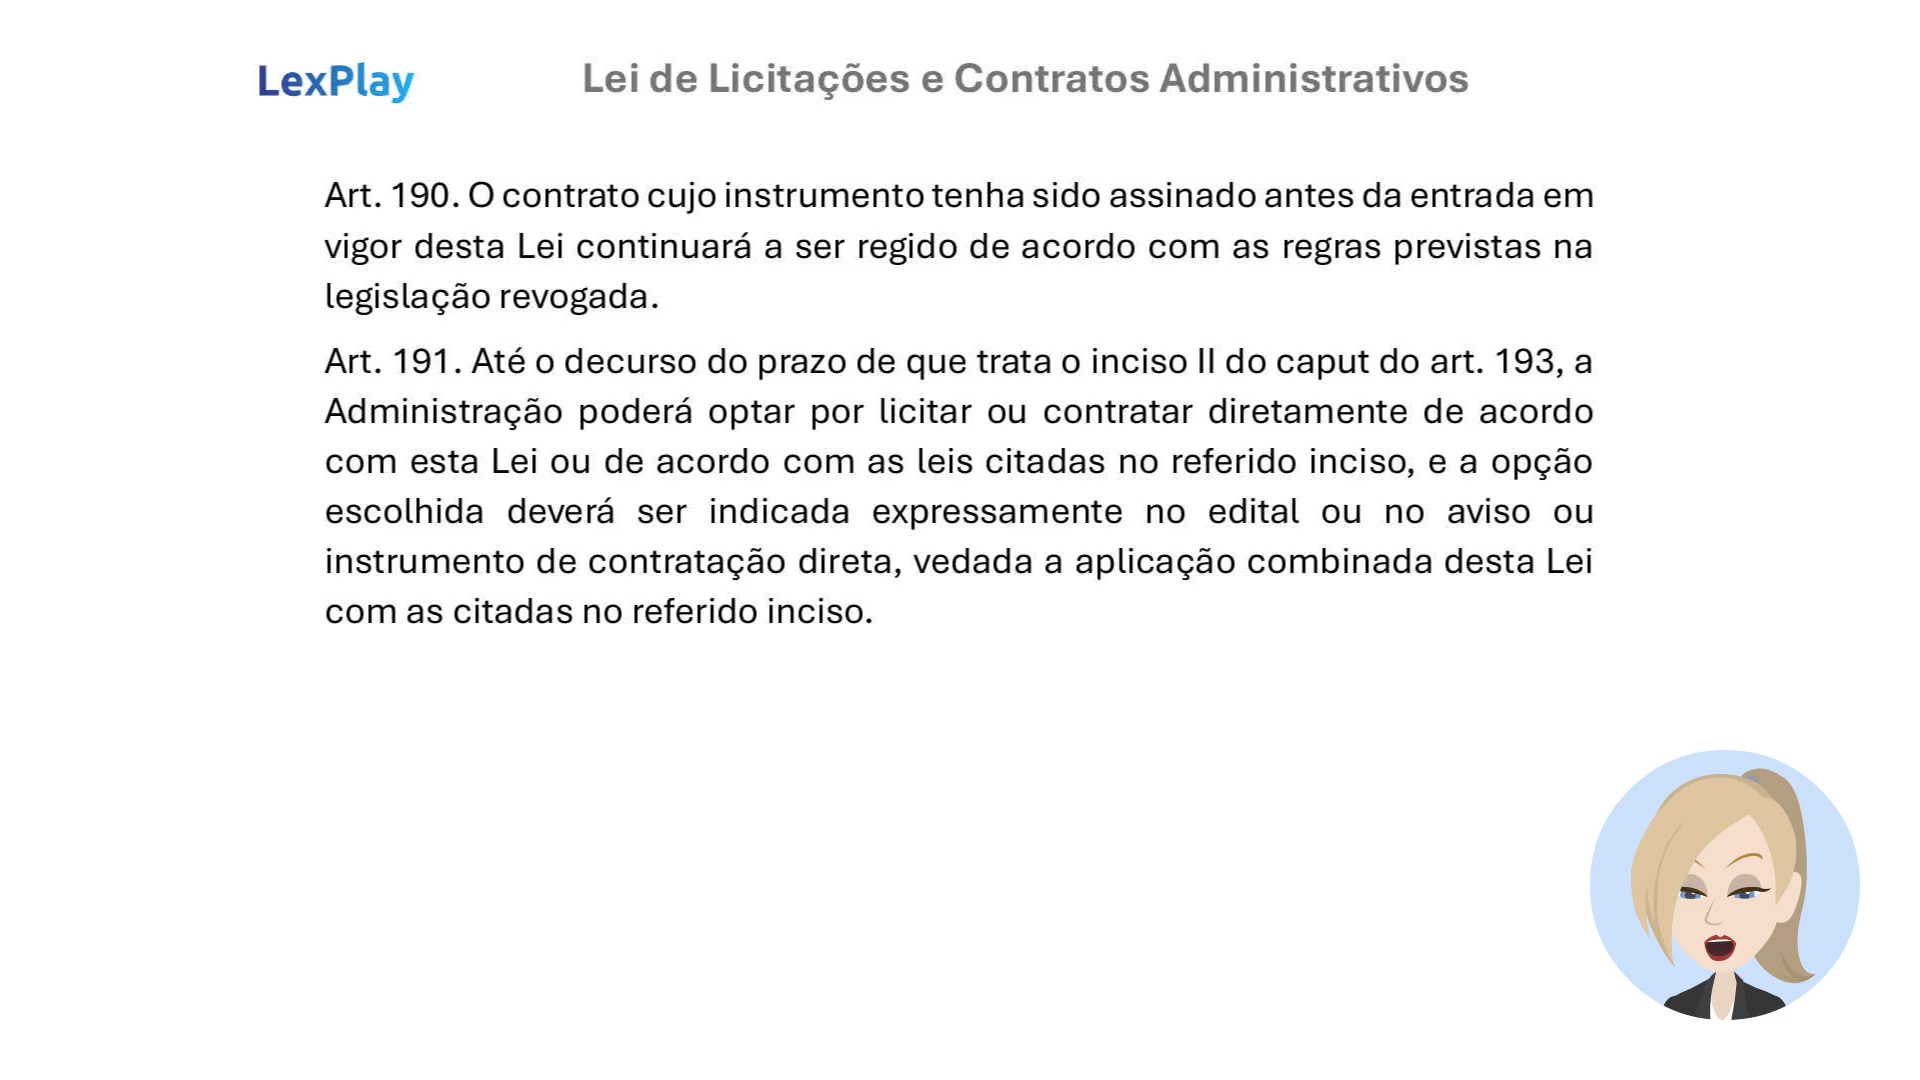 LexPlay
Lei de Licitações e Contratos Administrativos
Art. 190. O contrato cujo instrumento tenha sido assinado antes da entrada em
vigor desta Lei continuará a ser regido de acordo com as regras previstas na
legislação revogada.
Art. 191. Até o decurso do prazo de que trata o inciso II do caput do art. 193, a
Administração poderá optar por licitar ou contratar diretamente de acordo
com esta Lei ou de acordo com as leis citadas no referido inciso, e a opção
escolhida deverá ser indicada expressamente no edital ou no aviso ou
instrumento de contratação direta, vedada a aplicação combinada desta Lei
com as citadas no referido inciso.